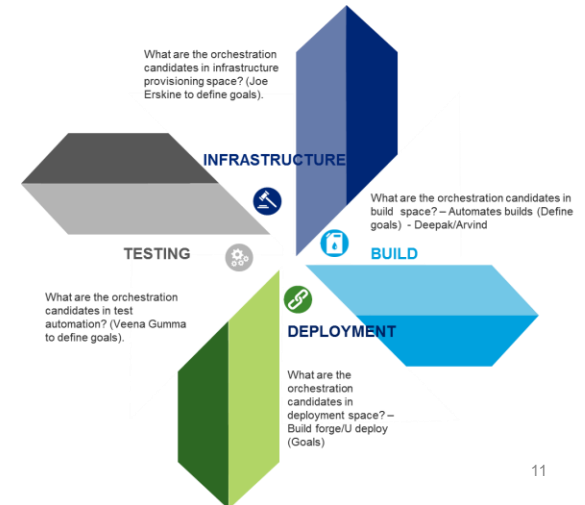 What are the orchestration
candidates in infrastructure
provisioning space? (Joe
Erskine to define goals).
INFRASTRUCTURE
What are the orchestration candidates in
build space? – Automates builds (Define
goals) - Deepak/Arvind
BUILD
TESTING
What are the orchestration
candidates in test
automation? (Veena Gumma
to define goals).
DEPLOYMENT
What are the
orchestration
candidates in
deployment space? –
Build forge/U deploy
(Goals)
11